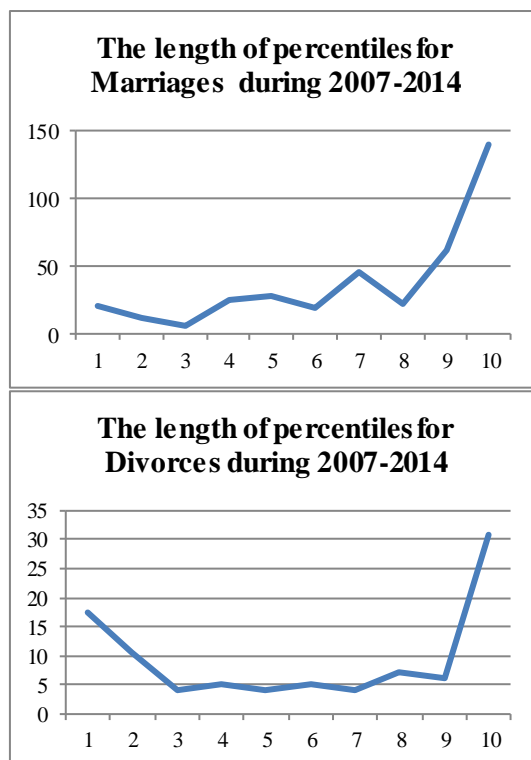 The length of percentiles for
Marriages during 2007-2014
150
100
50
0
1 2 3 4 5 6 7 8 9 10
The length of percentiles for
Divorces during 2007-2014
35
30
25
20
15
10
5
0
1 2 3 4 5 6 7 8 9 10